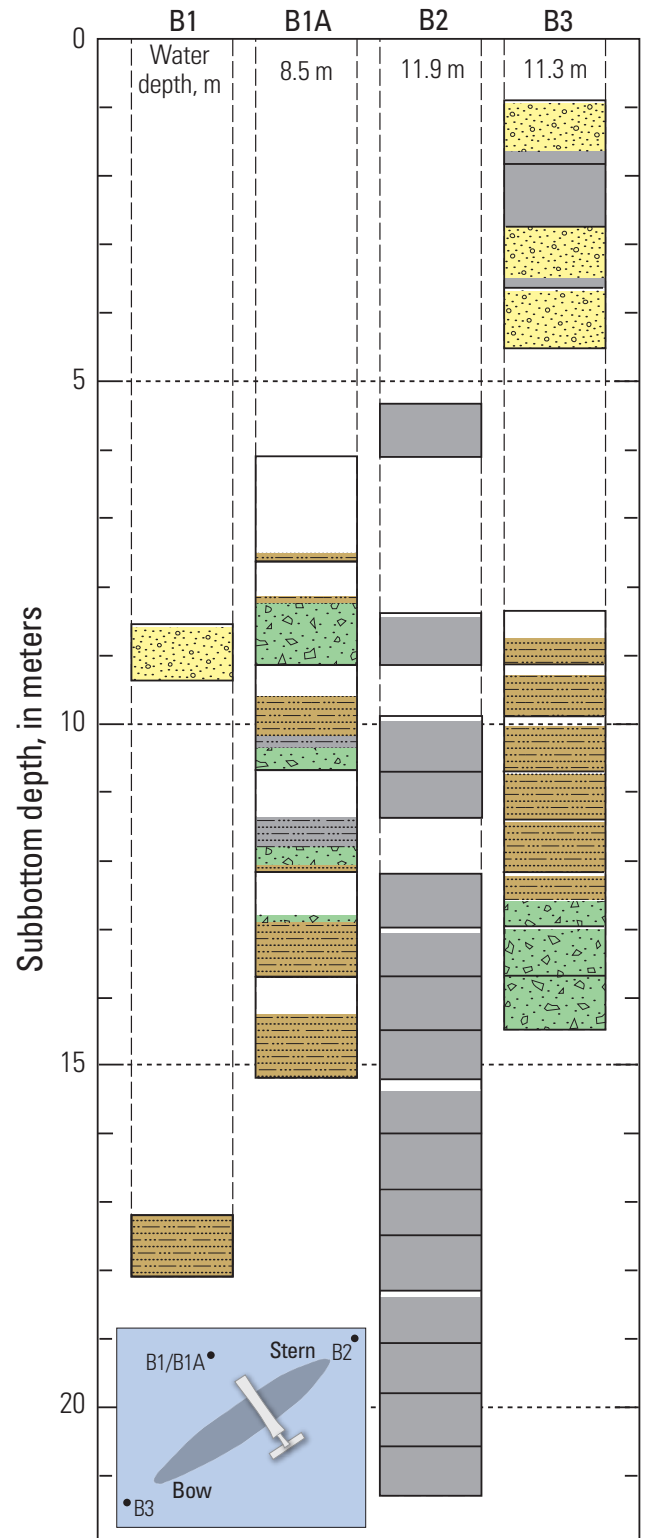 B1
B1A
B2
B3
Water
depth, m
8.5 m
11.9 m
11.3 m
Subbottom depth, in meters
0
5
10
15
20
Stern
B1/B1A
B2
Bow
B3